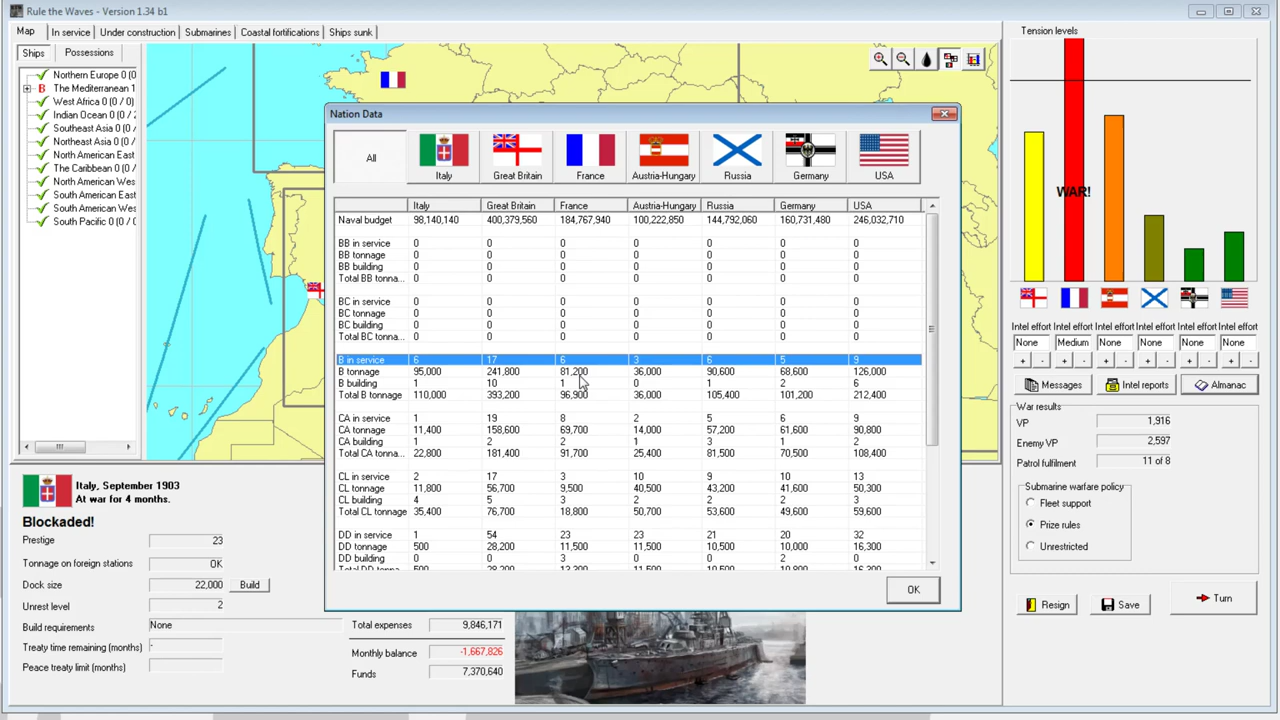 Rule the Waves - Version 1.34 b1
Map In service Under construction Submarines Coastal fortifications Ships sunk
Ships Possessions
Northern Europe 0 (0
The Mediterranean 1
West Africa 0 (0 / 0)
Indian Ocean 0 (0 /
Southeast Asia 0 (0 /
Northeast Asia 0 (0 /
North American East
The Caribbean 0 (0 /
North American Wes
South American East
South American Wes
South Pacific 0 (0 / 0)
B
Nation Data
All Italy Great Britain France Austria-Hungary Russia Germany USA
Italy Great Britain France Austria-Hungary Russia Germany USA
Naval budget 98,140,140 400,379,560 184,767,940 100,222,850 144,792,060 160,731,480 246,032,710
BB in service 0 0 0 0 0 0 0
BB tonnage 0 0 0 0 0 0 0
BB building 0 0 0 0 0 0 0
Total BB tonna... 0 0 0 0 0 0 0
BC in service 0 0 0 0 0 0 0
BC tonnage 0 0 0 0 0 0 0
BC building 0 0 0 0 0 0 0
Total BC tonna... 0 0 0 0 0 0 0
B in service 6 17 6 3 6 5 9
B tonnage 95,000 241,800 81,200 36,000 90,600 68,600 126,000
B building 1 10 1 0 1 2 6
Total B tonnage 110,000 393,200 96,900 36,000 105,400 101,200 212,400
CA in service 1 19 8 2 5 6 9
CA tonnage 11,400 158,600 69,700 14,000 57,200 61,600 90,800
CA building 1 2 2 1 3 1 2
Total CA tonna... 22,800 181,400 91,700 25,400 81,500 70,500 108,400
CL in service 2 17 3 10 9 10 13
CL tonnage 11,800 56,700 9,500 40,500 43,200 41,600 50,300
CL building 4 5 3 2 2 2 3
Total CL tonnage 35,400 76,700 18,800 50,700 53,600 49,600 59,600
DD in service 1 54 23 23 21 20 32
DD tonnage 500 28,200 11,500 11,500 10,500 10,000 16,300
DD building 0 0 3 0 0 2 0
Total DD tonna... 500 28,200 13,300 11,500 10,500 10,800 16,300
OK
Tension levels
WAR!
Intel effort Intel effort Intel effort Intel effort Intel effort Intel effort
None Medium None None None None
+ - + - + - + - + - + -
Messages Intel reports Almanac
War results
VP 1,916
Enemy VP 2,597
Patrol fulfilment 11 of 8
Submarine warfare policy
Fleet support
Prize rules
Unrestricted
Resign Save Turn
Italy, September 1903
At war for 4 months.
Blockaded!
Prestige 23
Tonnage on foreign stations OK
Dock size 22,000 Build
Unrest level 2
Build requirements None
Treaty time remaining (months) -
Peace treaty limit (months)
Total expenses 9,846,171
Monthly balance -1,667,826
Funds 7,370,640